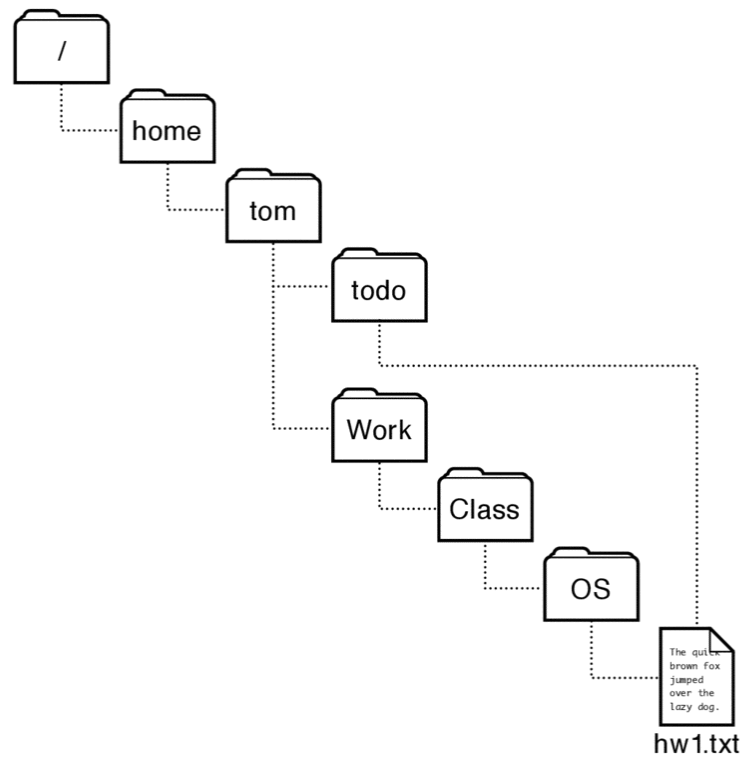 /
home
tom
todo
Work
Class
OS
The quick
brown fox
jumped
over the
lazy dog.
hw1.txt